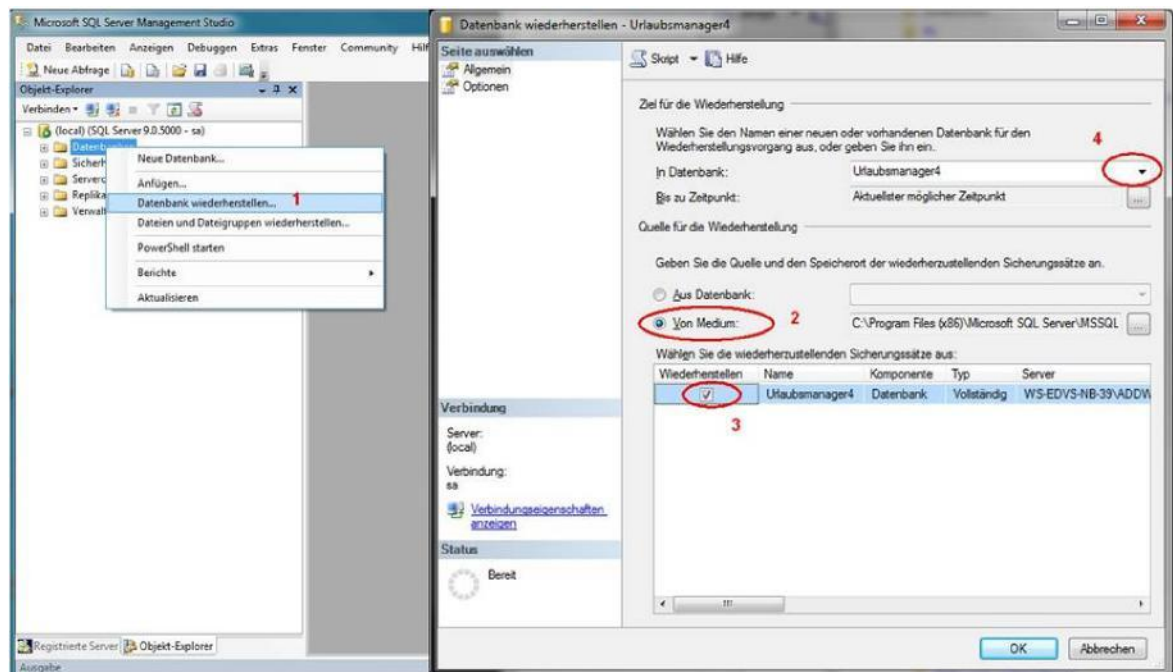 Microsoft SQL Server Management Studio
Datei Bearbeiten Anzeigen Debuggen Extras Fenster Community Hilf
Neue Abfrage
Objekt-Explorer
Verbinden
(local) (SQL Server 9.0.5000 - sa)
Datenbanken
Sicherh
Serverc
Replika
Verwalt
Neue Datenbank...
Anfügen...
Datenbank wiederherstellen... 1
Dateien und Dateigruppen wiederherstellen...
PowerShell starten
Berichte
Aktualisieren
Registrierte Server Objekt-Explorer
Ausgabe
Datenbank wiederherstellen - Urlaubsmanager4
Seite auswählen
Allgemein
Optionen
Verbindung
Server:
(local)
Verbindung:
sa
Verbindungseigenschaften
anzeigen
Status
Bereit
Skript Hilfe
Ziel für die Wiederherstellung
Wählen Sie den Namen einer neuen oder vorhandenen Datenbank für den
Wiederherstellungsvorgang aus, oder geben Sie ihn ein.
4
In Datenbank: Urlaubsmanager4
Bis zu Zeitpunkt: Aktuellster möglicher Zeitpunkt ...
Quelle für die Wiederherstellung
Geben Sie die Quelle und den Speicherort der wiederherzustellenden Sicherungssätze an.
Aus Datenbank:
Von Medium: 2 C:\Program Files (x86)\Microsoft SQL Server\MSSQL ...
Wählen Sie die wiederherzustellenden Sicherungssätze aus:
Wiederherstellen Name Komponente Typ Server
Urlaubsmanager4 Datenbank Vollständig WS-EDVS-NB-39\ADDW
3
OK Abbrechen